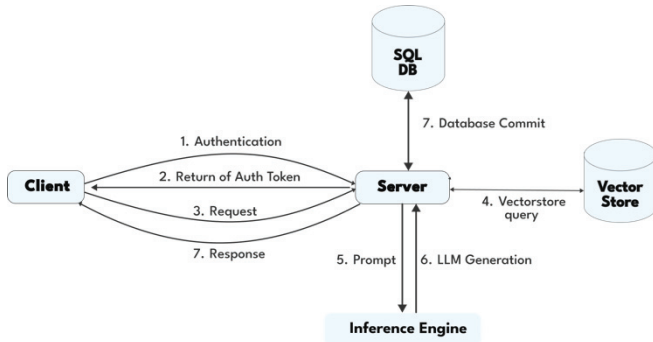 SQL
DB
7. Database Commit
1. Authentication
2. Return of Auth Token
Client
Server
Vector
Store
3. Request
4. Vectorstore
query
7. Response
5. Prompt
6. LLM Generation
Inference Engine